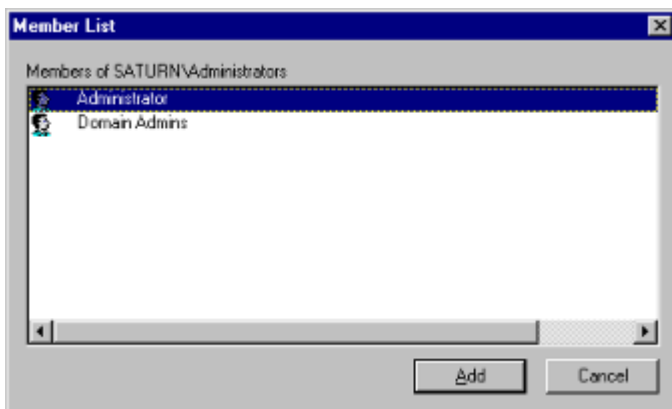 Member List
Members of SATURN\Administrators
Administrator
Domain Admins
Add
Cancel